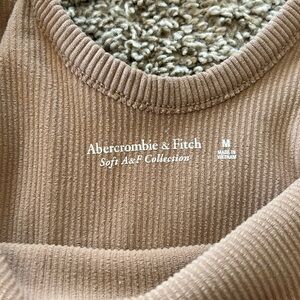 Abercrombie & Fitch
Soft A&F Collection
M
MADE IN
VIETNAM